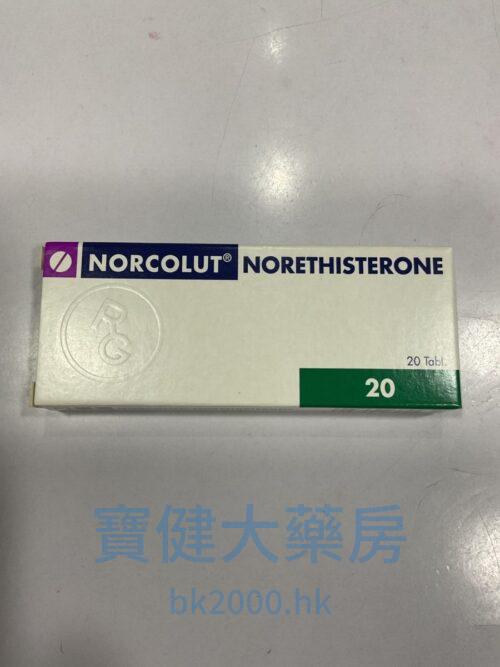 NORCOLUT® NORETHISTERONE
RG
20 Tabl.
20
寶健大藥房
bk2000.hk